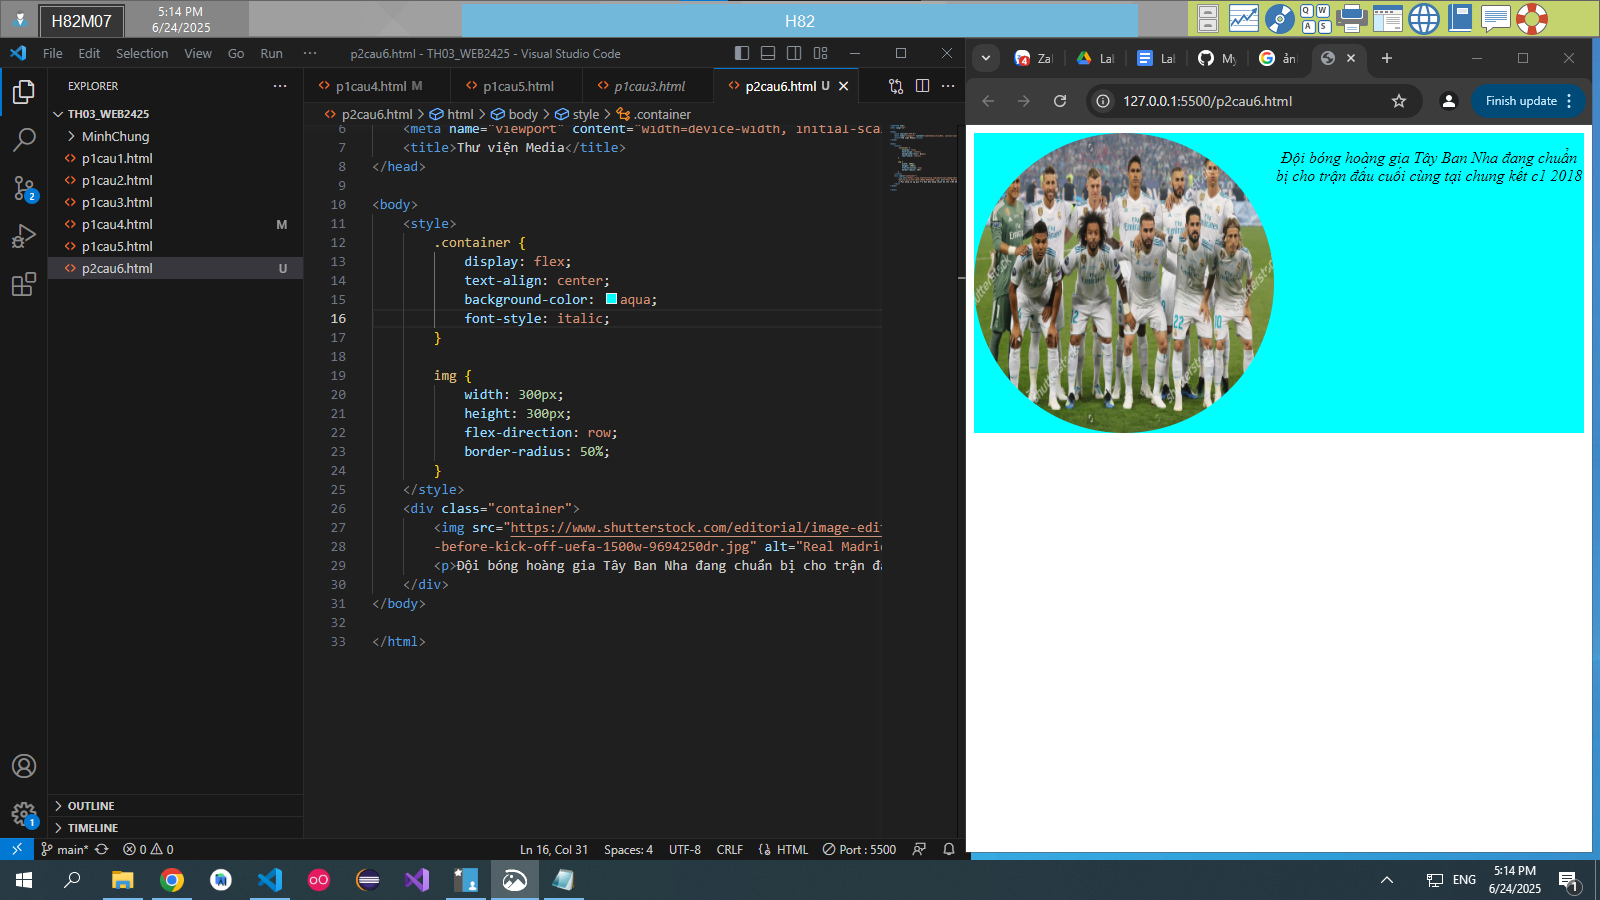 H82M07
5:14 PM
6/24/2025
H82
File Edit Selection View Go Run ···
p2cau6.html - TH03_WEB2425 - Visual Studio Code
EXPLORER
TH03_WEB2425
MinhChung
p1cau1.html
p1cau2.html
p1cau3.html
p1cau4.html M
p1cau5.html
p2cau6.html U
OUTLINE
TIMELINE
p1cau4.html M
p1cau5.html
p1cau3.html
p2cau6.html U
p2cau6.html > html > body > style > .container
6 <meta name="viewport" content="width=device-width, initial-sca
7 <title>Thư viện Media</title>
8 </head>
9
10 <body>
11 <style>
12 .container {
13 display: flex;
14 text-align: center;
15 background-color: aqua;
16 font-style: italic;
17 }
18
19 img {
20 width: 300px;
21 height: 300px;
22 flex-direction: row;
23 border-radius: 50%;
24 }
25 </style>
26 <div class="container">
27 <img src="https://www.shutterstock.com/editorial/image-edi
28 -before-kick-off-uefa-1500w-9694250dr.jpg" alt="Real Madri
29 <p>Đội bóng hoàng gia Tây Ban Nha đang chuẩn bị cho trận đấ
30 </div>
31 </body>
32
33 </html>
main* 0 0
Ln 16, Col 31 Spaces: 4 UTF-8 CRLF HTML Port : 5500
Zal
Lal
Lal
My
ản
127.0.0.1:5500/p2cau6.html
Finish update
Đội bóng hoàng gia Tây Ban Nha đang chuẩn
bị cho trận đấu cuối cùng tại chung kết c1 2018
ENG
5:14 PM
6/24/2025